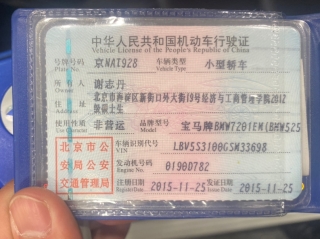 中华人民共和国机动车行驶证
Vehicle License of the People's Republic of China
号牌号码 京NAT928 车辆类型 小型轿车
Plate No. Vehicle Type
所有人 谢志丹
Owner
住址 北京市海淀区新街口外大街19号经济与工商管理学院2012
Address 级硕士生
使用性质 非营运 品牌型号 宝马牌BMW7201EM(BMW525
Use Character Model
北京市公 车辆识别代号 LBV5S3100GSM33698
VIN
安局公安 发动机号码 0190D782
Engine No.
交通管理局 注册日期 2015-11-25 发证日期 2015-11-25
Register Date Issue Date